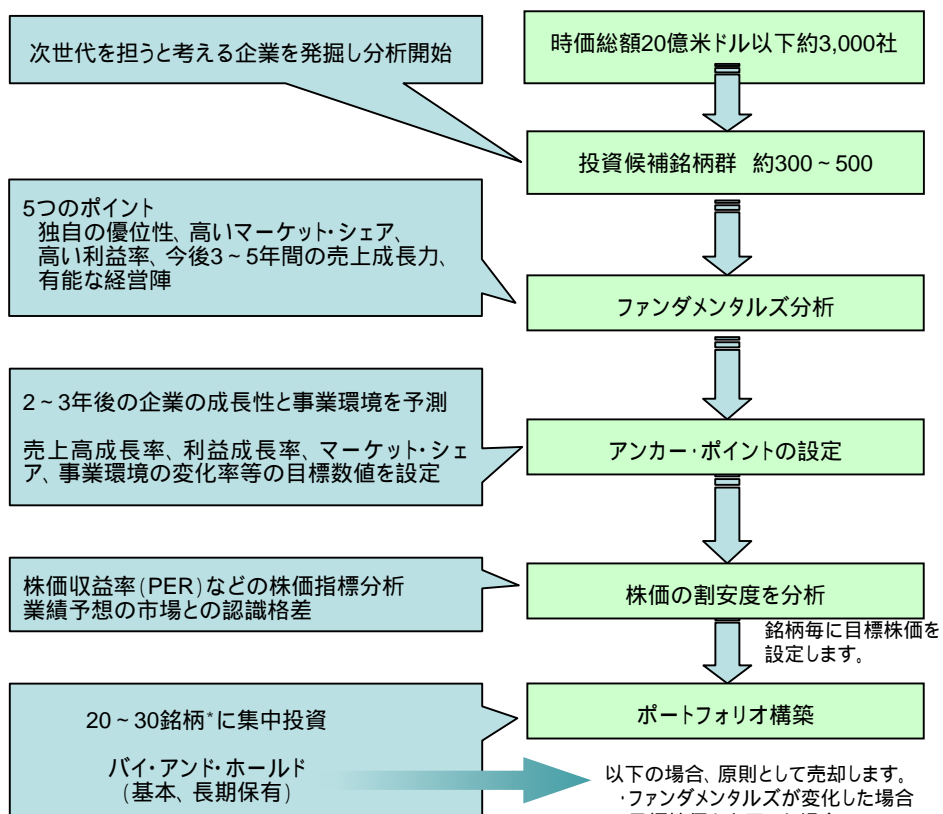 次世代を担うと考える企業を発掘し分析開始
時価総額20億米ドル以下約3,000社
投資候補銘柄群 約300~500
5つのポイント
独自の優位性、高いマーケット・シェア、
高い利益率、今後3~5年間の売上成長力、
有能な経営陣
ファンダメンタルズ分析
2~3年後の企業の成長性と事業環境を予測
売上高成長率、利益成長率、マーケット・シェ
ア、事業環境の変化率等の目標数値を設定
アンカー・ポイントの設定
株価収益率(PER)などの株価指標分析
業績予想の市場との認識格差
株価の割安度を分析
銘柄毎に目標株価を
設定します。
20~30銘柄*に集中投資
バイ・アンド・ホールド
(基本、長期保有)
ポートフォリオ構築
以下の場合、原則として売却します。
・ファンダメンタルズが変化した場合